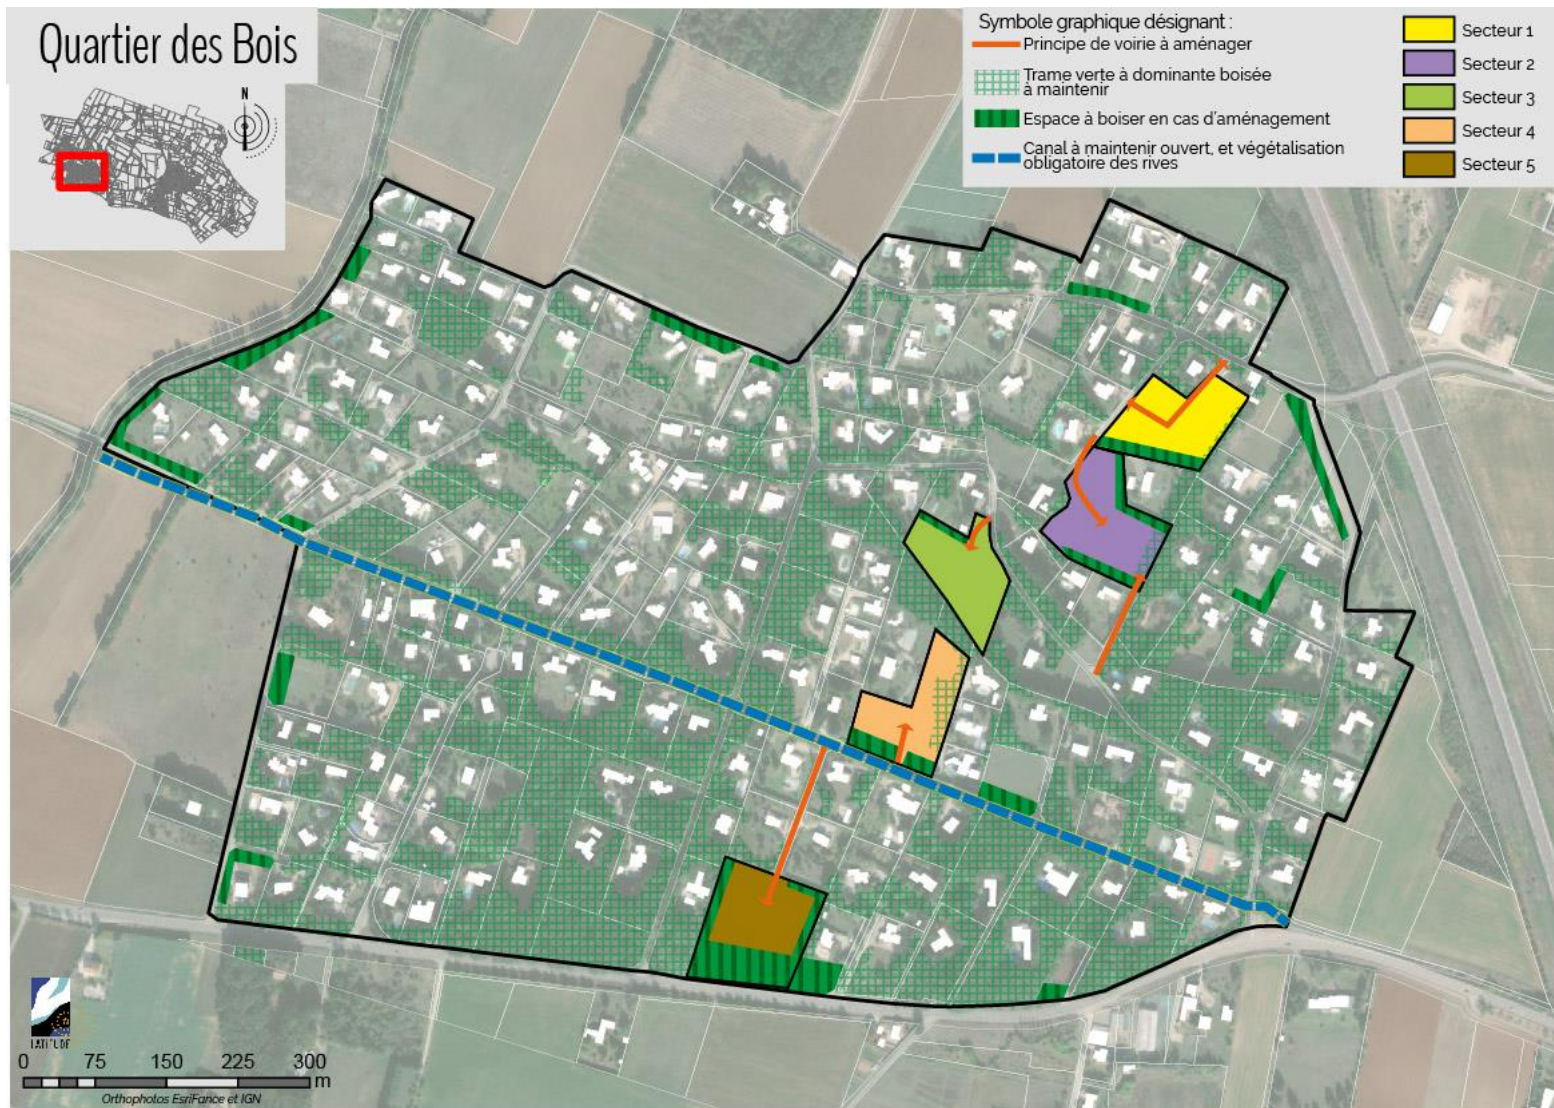 Quartier des Bois
N
Symbole graphique désignant :
Principe de voirie à aménager
Trame verte à dominante boisée
à maintenir
Espace à boiser en cas d'aménagement
Canal à maintenir ouvert, et végétalisation
obligatoire des rives
Secteur 1
Secteur 2
Secteur 3
Secteur 4
Secteur 5
LATITUDE
0 75 150 225 300
m
Orthophotos EsriFance et IGN